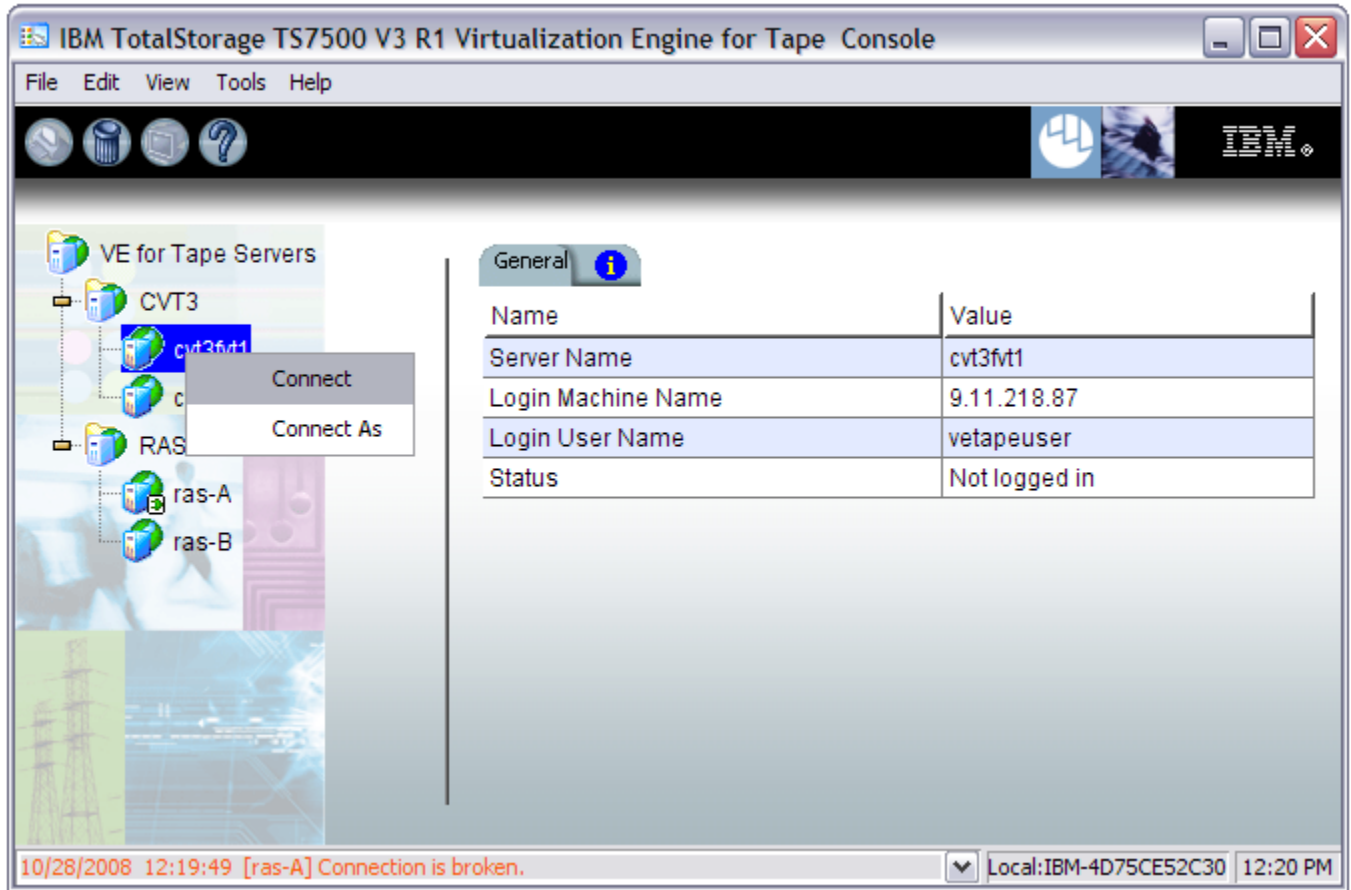 IBM TotalStorage TS7500 V3 R1 Virtualization Engine for Tape Console
File Edit View Tools Help
IBM
VE for Tape Servers
CVT3
cvt3fvt1
c
RAS
ras-A
ras-B
Connect
Connect As
General
Name Value
Server Name cvt3fvt1
Login Machine Name 9.11.218.87
Login User Name vetapeuser
Status Not logged in
10/28/2008 12:19:49 [ras-A] Connection is broken.
Local:IBM-4D75CE52C30 12:20 PM